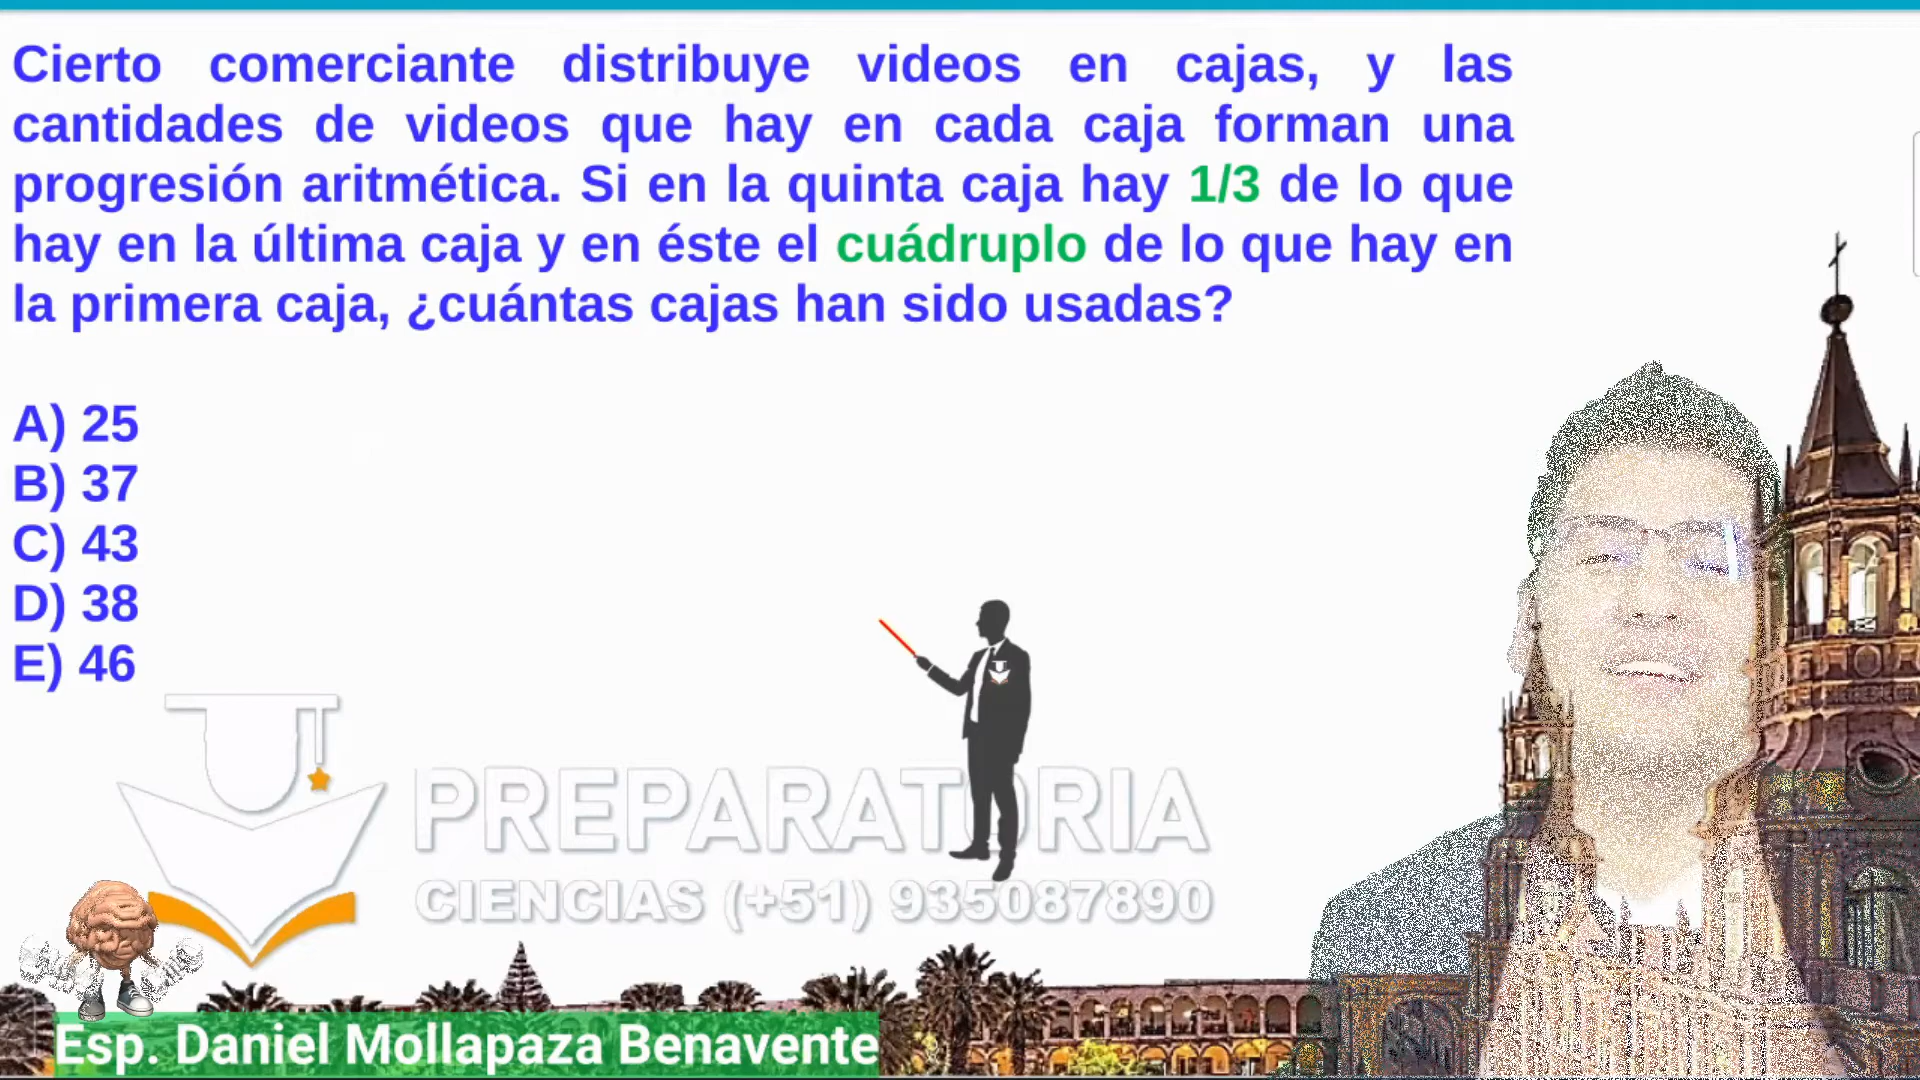 Cierto comerciante distribuye videos en cajas, y las
cantidades de videos que hay en cada caja forman una
progresión aritmética. Si en la quinta caja hay 1/3 de lo que
hay en la última caja y en éste el cuádruplo de lo que hay en
la primera caja, ¿cuántas cajas han sido usadas?
A) 25
B) 37
C) 43
D) 38
E) 46
PREPARATORIA
CIENCIAS (+51) 935087890
Esp. Daniel Mollapaza Benavente